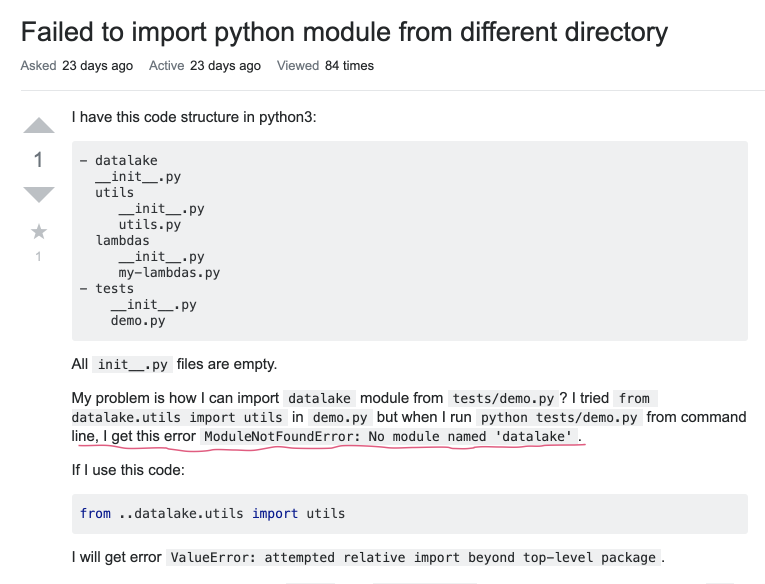 Failed to import python module from different directory
Asked 23 days ago Active 23 days ago Viewed 84 times
I have this code structure in python3:
1
- datalake
__init__.py
utils
__init__.py
utils.py
lambdas
__init__.py
my-lambdas.py
- tests
__init__.py
demo.py
1
All init__.py files are empty.
My problem is how I can import datalake module from tests/demo.py ? I tried from
datalake.utils import utils in demo.py but when I run python tests/demo.py from command
line, I get this error ModuleNotFoundError: No module named 'datalake' .
If I use this code:
from ..datalake.utils import utils
I will get error ValueError: attempted relative import beyond top-level package .